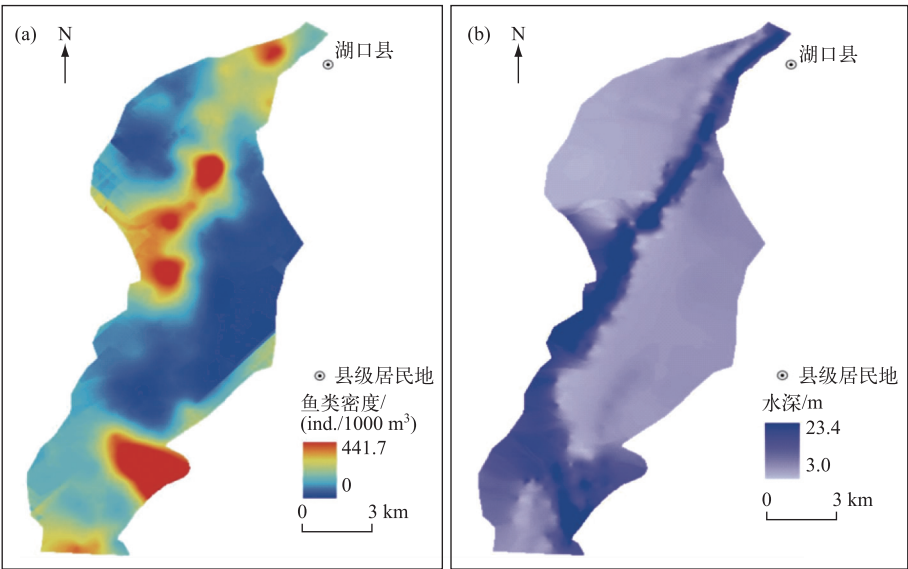 (a)
N
湖口县
县级居民地
鱼类密度/
(ind./1000 m³)
441.7
0
0 3 km
(b)
N
湖口县
县级居民地
水深/m
23.4
3.0
0 3 km